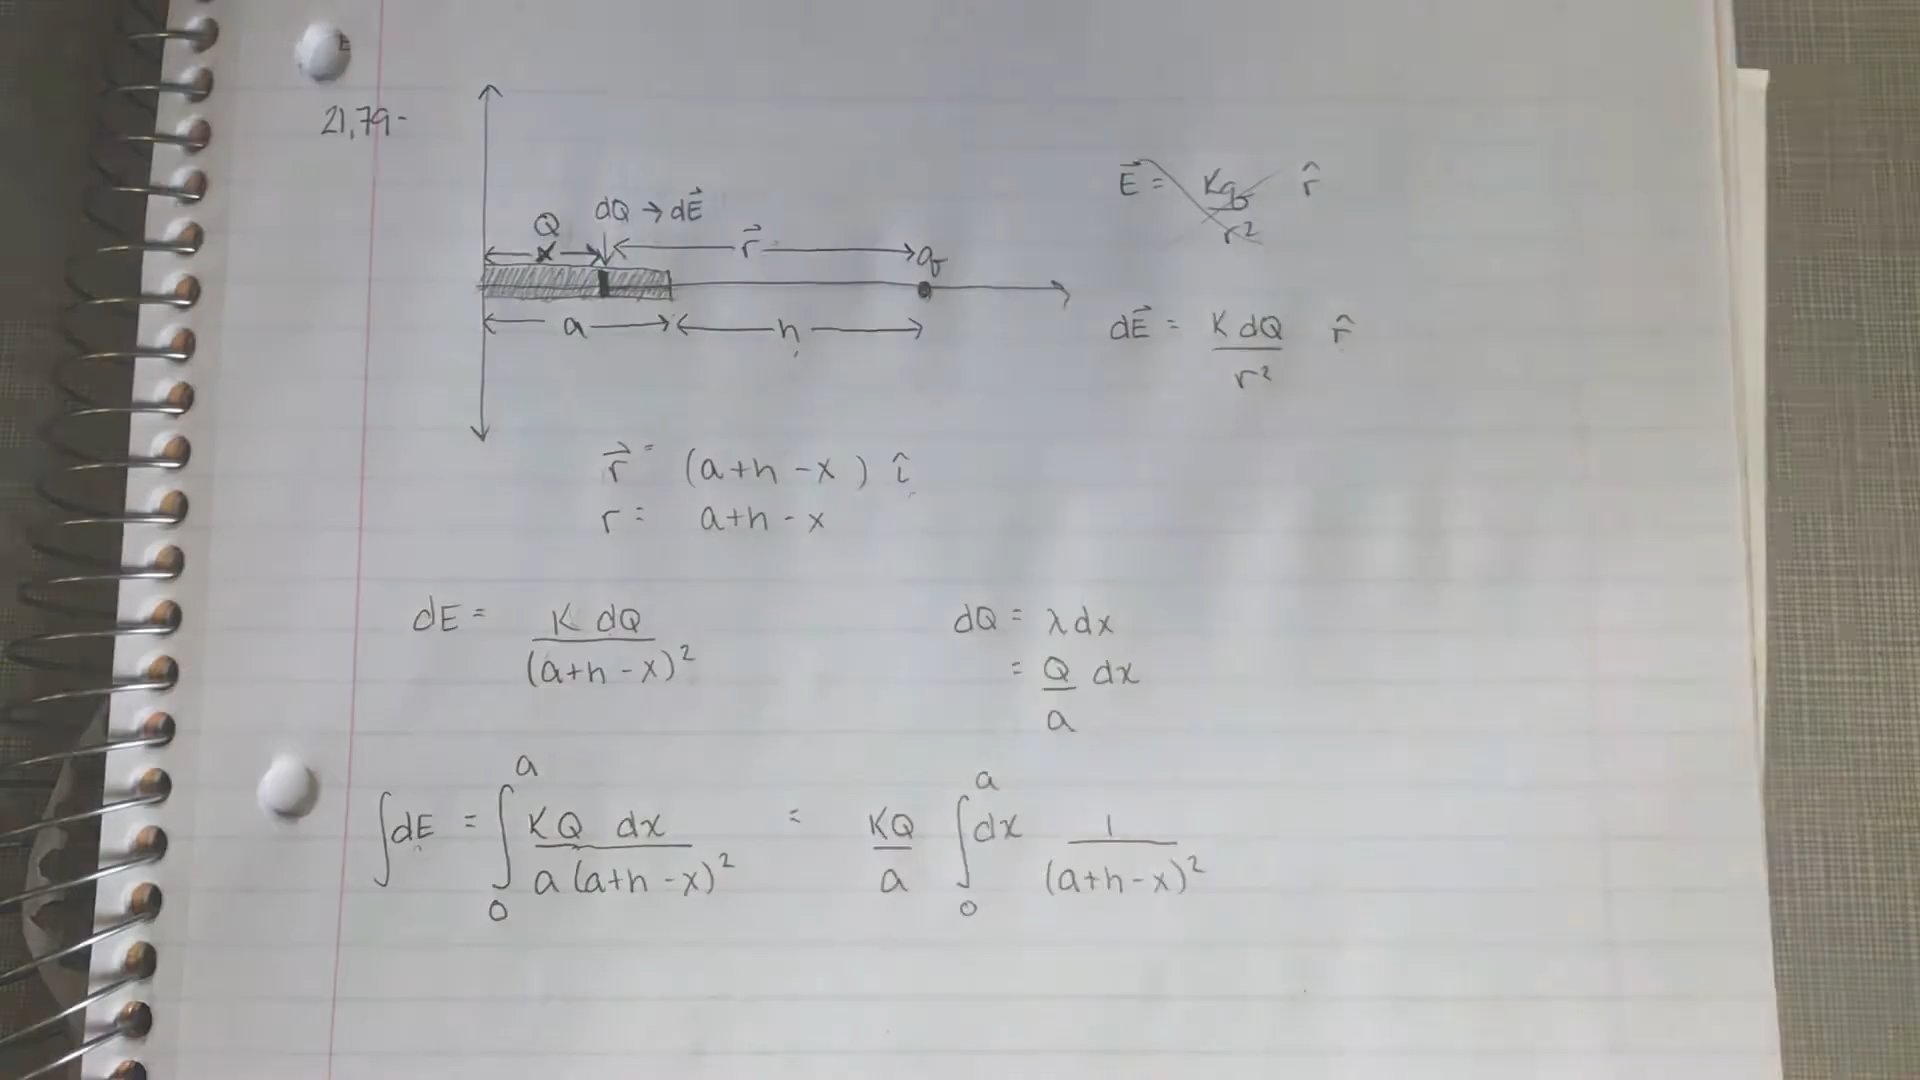 21,79-
Q dQ → dE⃗
x r⃗ q
a h
E⃗ = Kq/r² r̂
dE⃗ = K dQ/r² r̂
r⃗ = (a+h-x) î
r = a+h-x
dE = K dQ/(a+h-x)²
dQ = λdx
= Q/a dx
∫dE = ∫₀ᵃ KQ dx/a(a+h-x)² = KQ/a ∫₀ᵃ dx 1/(a+h-x)²